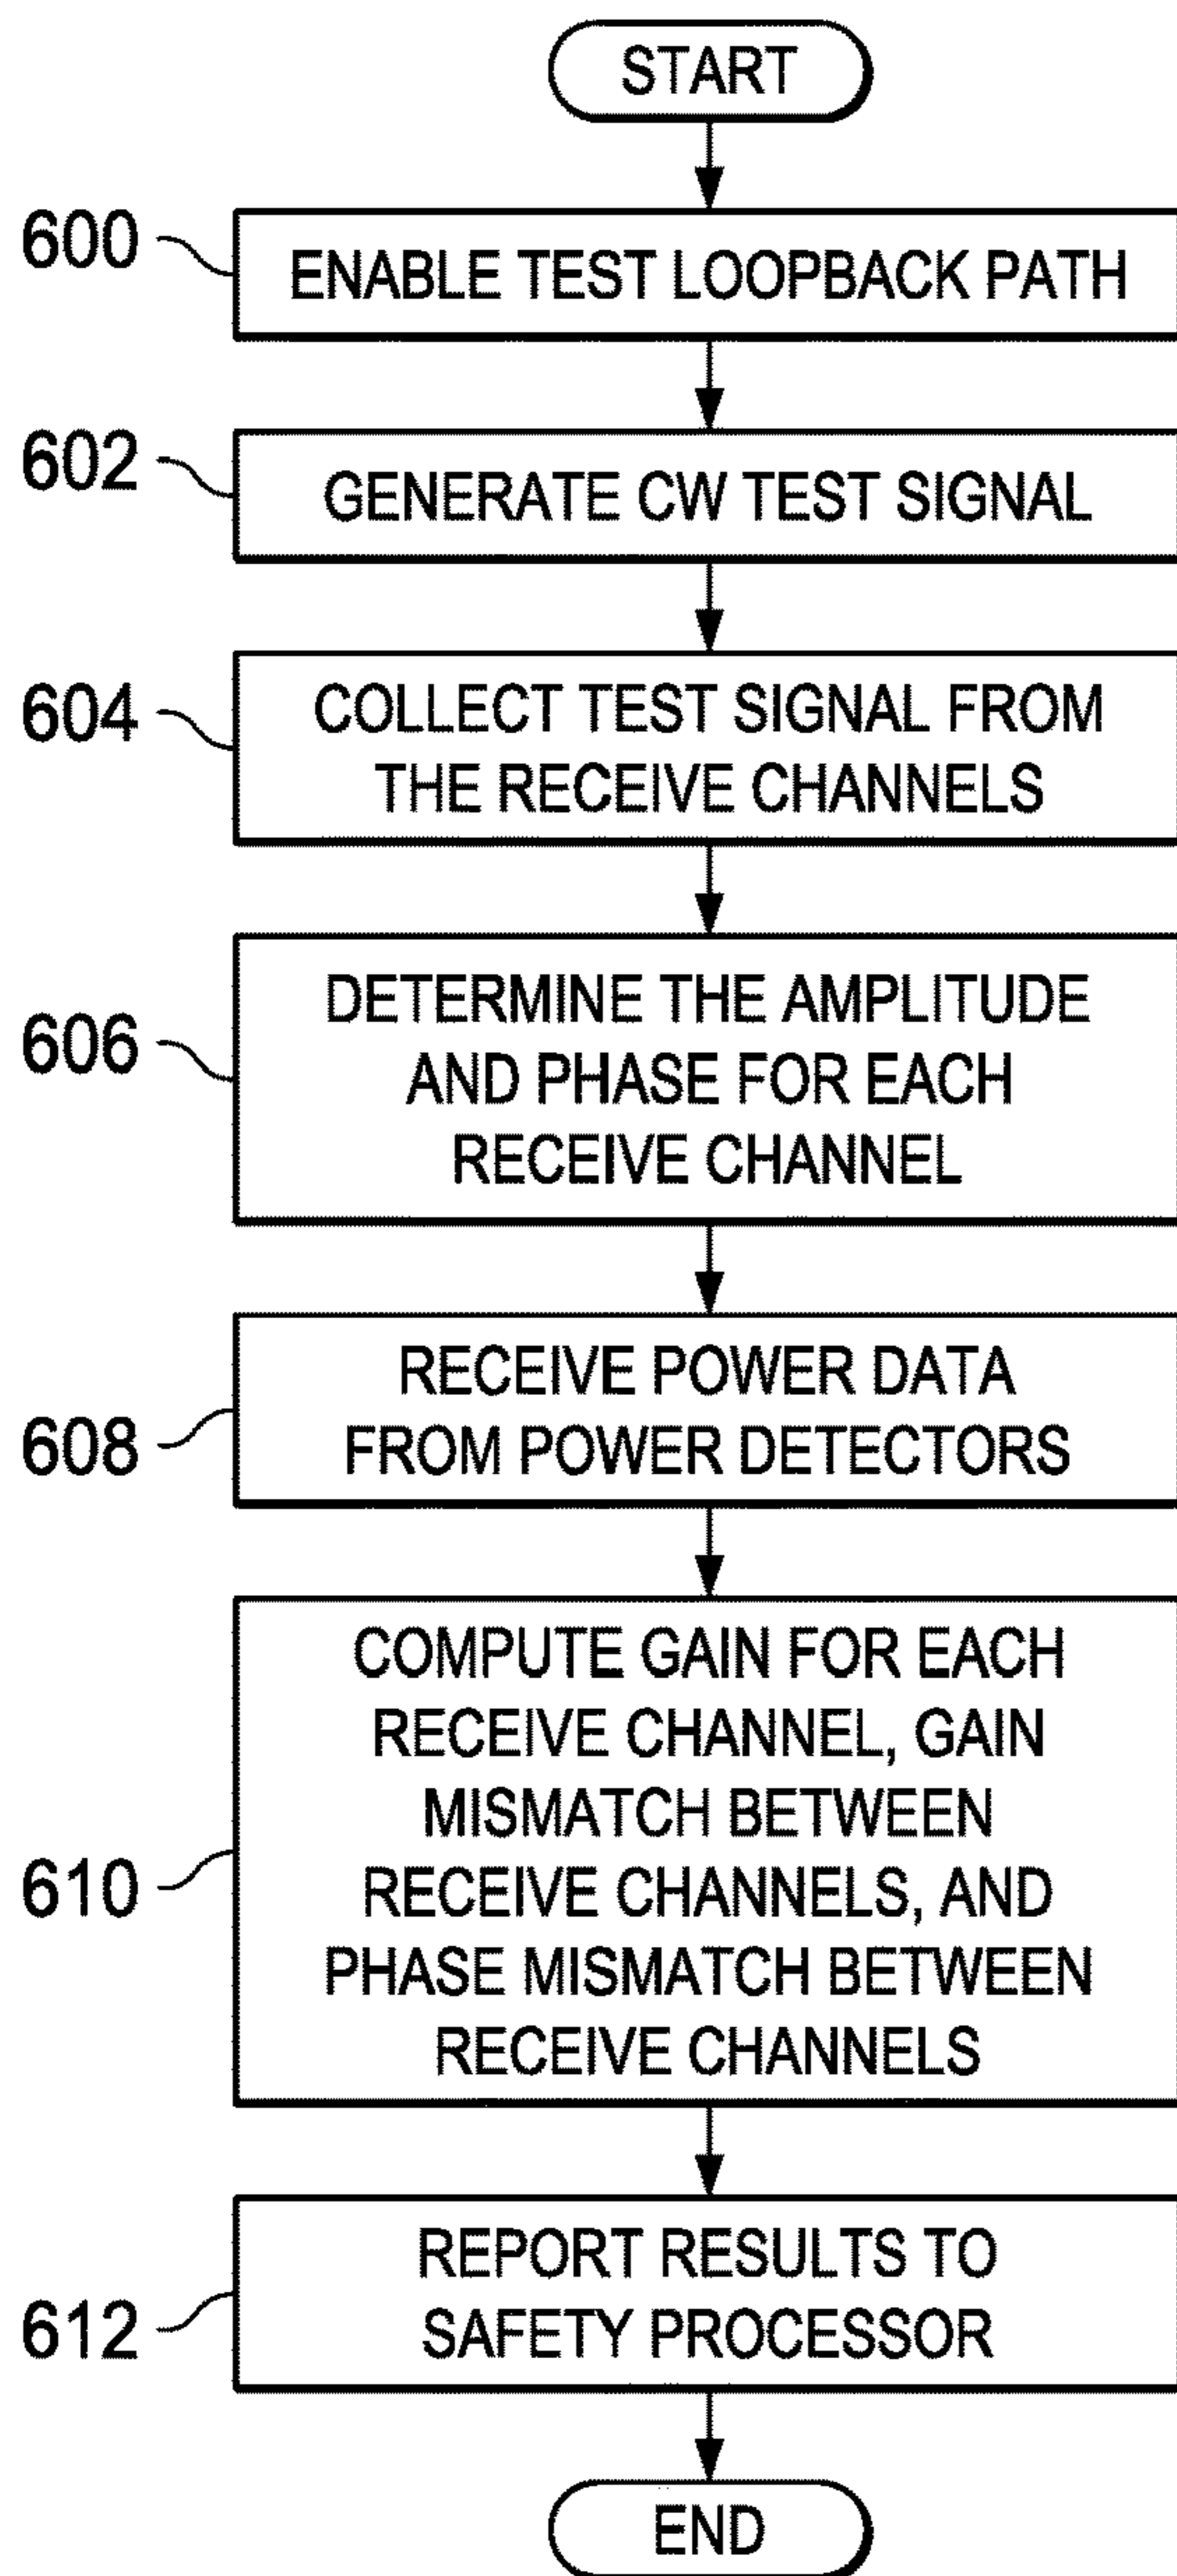 START
600
ENABLE TEST LOOPBACK PATH
602
GENERATE CW TEST SIGNAL
604
COLLECT TEST SIGNAL FROM
THE RECEIVE CHANNELS
606
DETERMINE THE AMPLITUDE
AND PHASE FOR EACH
RECEIVE CHANNEL
608
RECEIVE POWER DATA
FROM POWER DETECTORS
610
COMPUTE GAIN FOR EACH
RECEIVE CHANNEL, GAIN
MISMATCH BETWEEN
RECEIVE CHANNELS, AND
PHASE MISMATCH BETWEEN
RECEIVE CHANNELS
612
REPORT RESULTS TO
SAFETY PROCESSOR
END